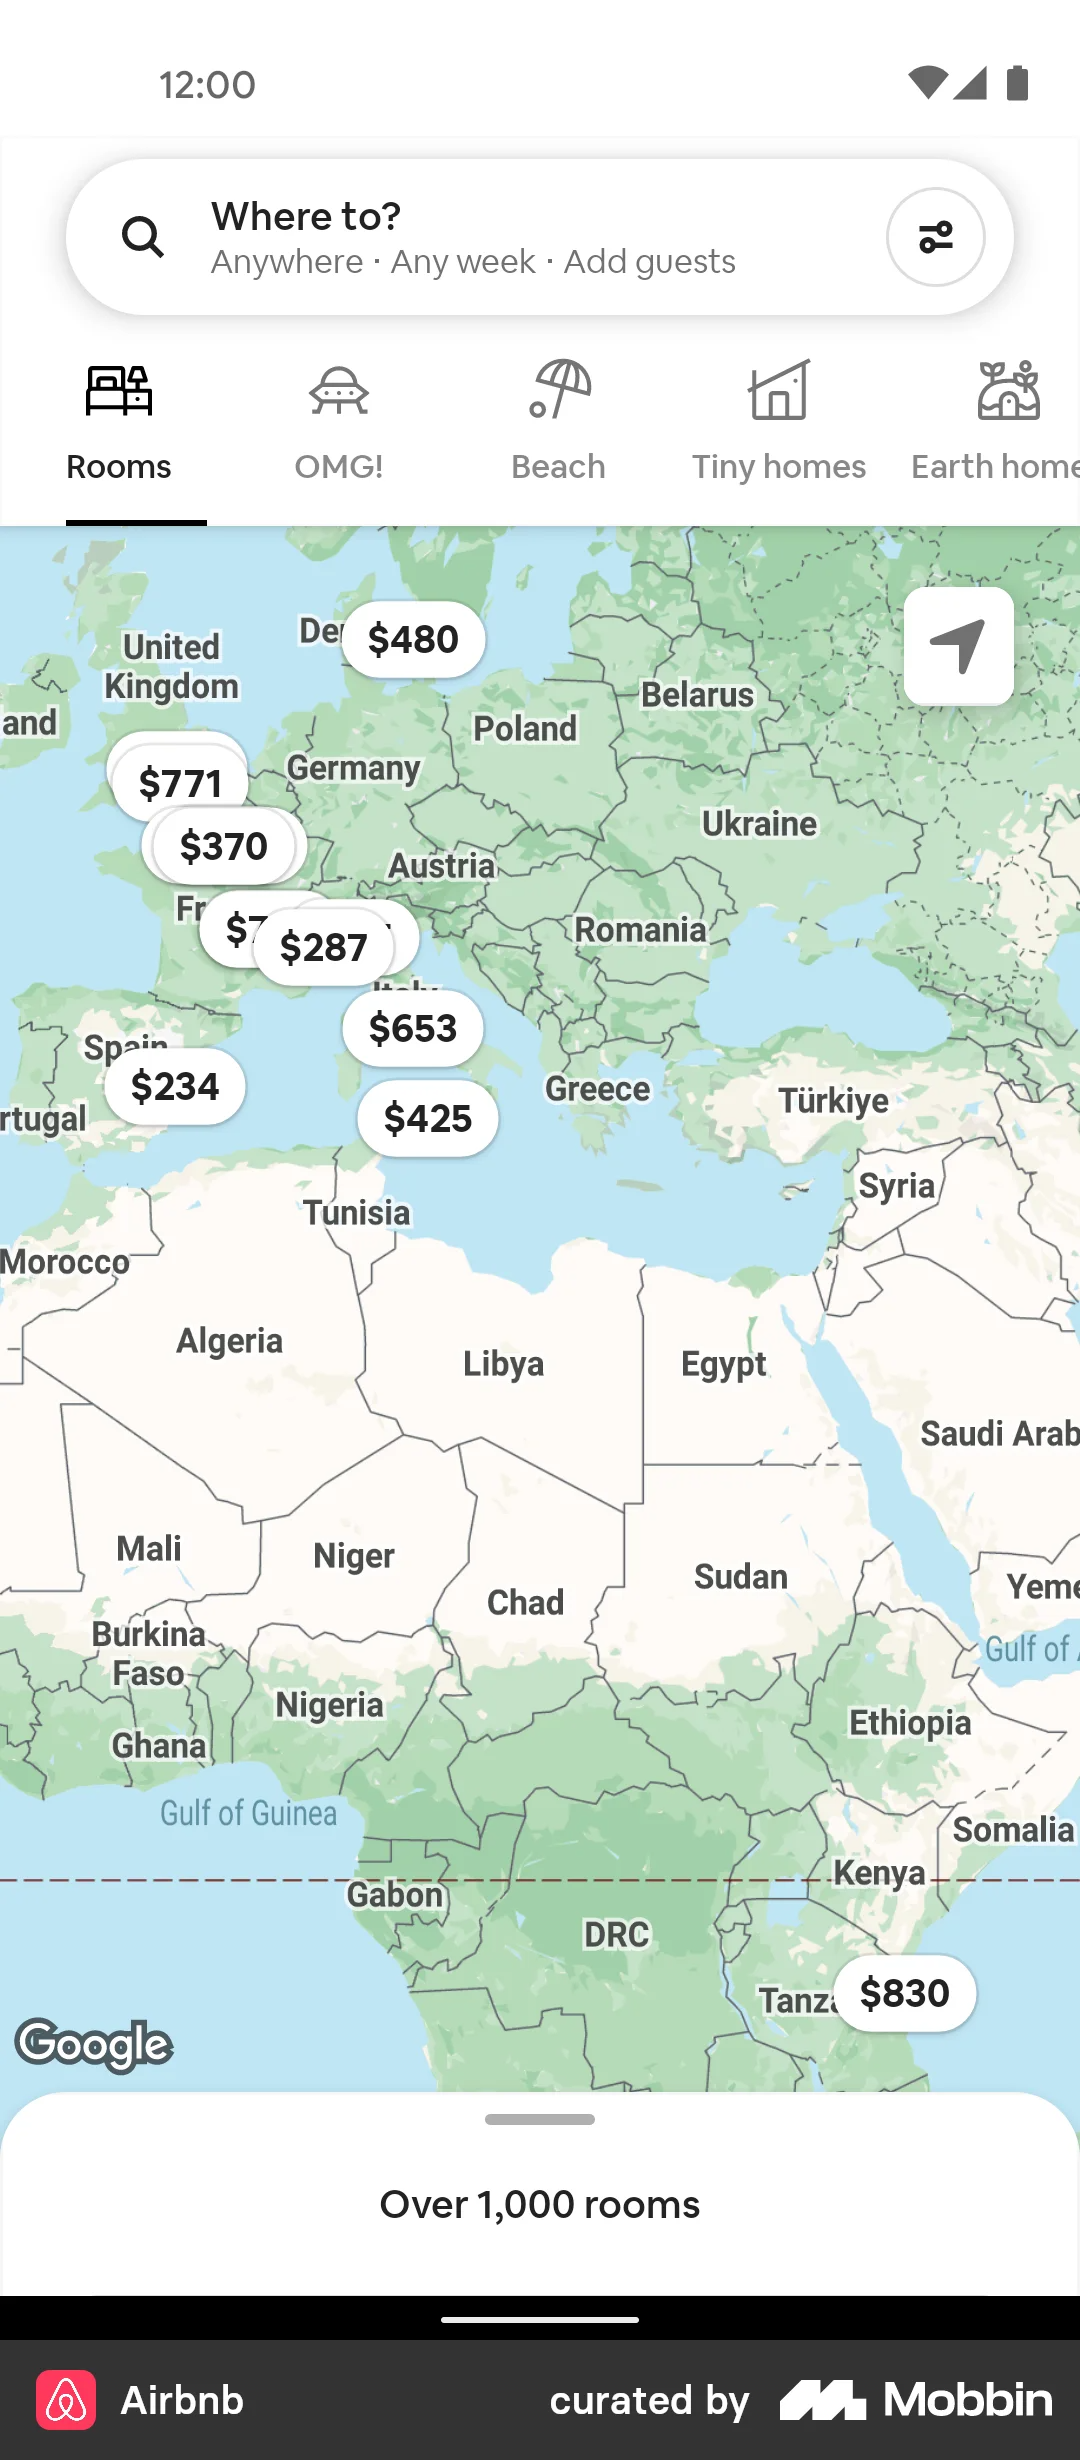 12:00
Where to?
Anywhere · Any week · Add guests
Rooms
OMG!
Beach
Tiny homes
Earth home
De
$480
United
Kingdom
Belarus
and
Poland
Germany
$771
Ukraine
$370
Austria
Fr
$7
Romania
$287
Italy
$653
Spain
$234
Greece
Türkiye
rtugal
$425
Syria
Tunisia
Morocco
Algeria
Libya
Egypt
Saudi Arab
Mali
Niger
Sudan
Yeme
Chad
Burkina
Faso
Gulf of A
Nigeria
Ethiopia
Ghana
Gulf of Guinea
Somalia
Kenya
Gabon
DRC
Tanza
$830
Google
Over 1,000 rooms
Airbnb
curated by Mobbin